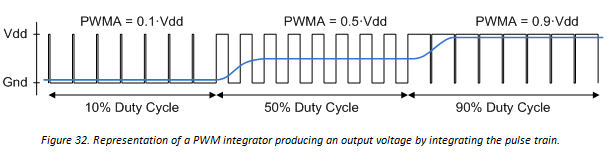 PWMA = 0.1·Vdd PWMA = 0.5·Vdd PWMA = 0.9·Vdd
Vdd
Gnd
10% Duty Cycle 50% Duty Cycle 90% Duty Cycle
Figure 32. Representation of a PWM integrator producing an output voltage by integrating the pulse train.